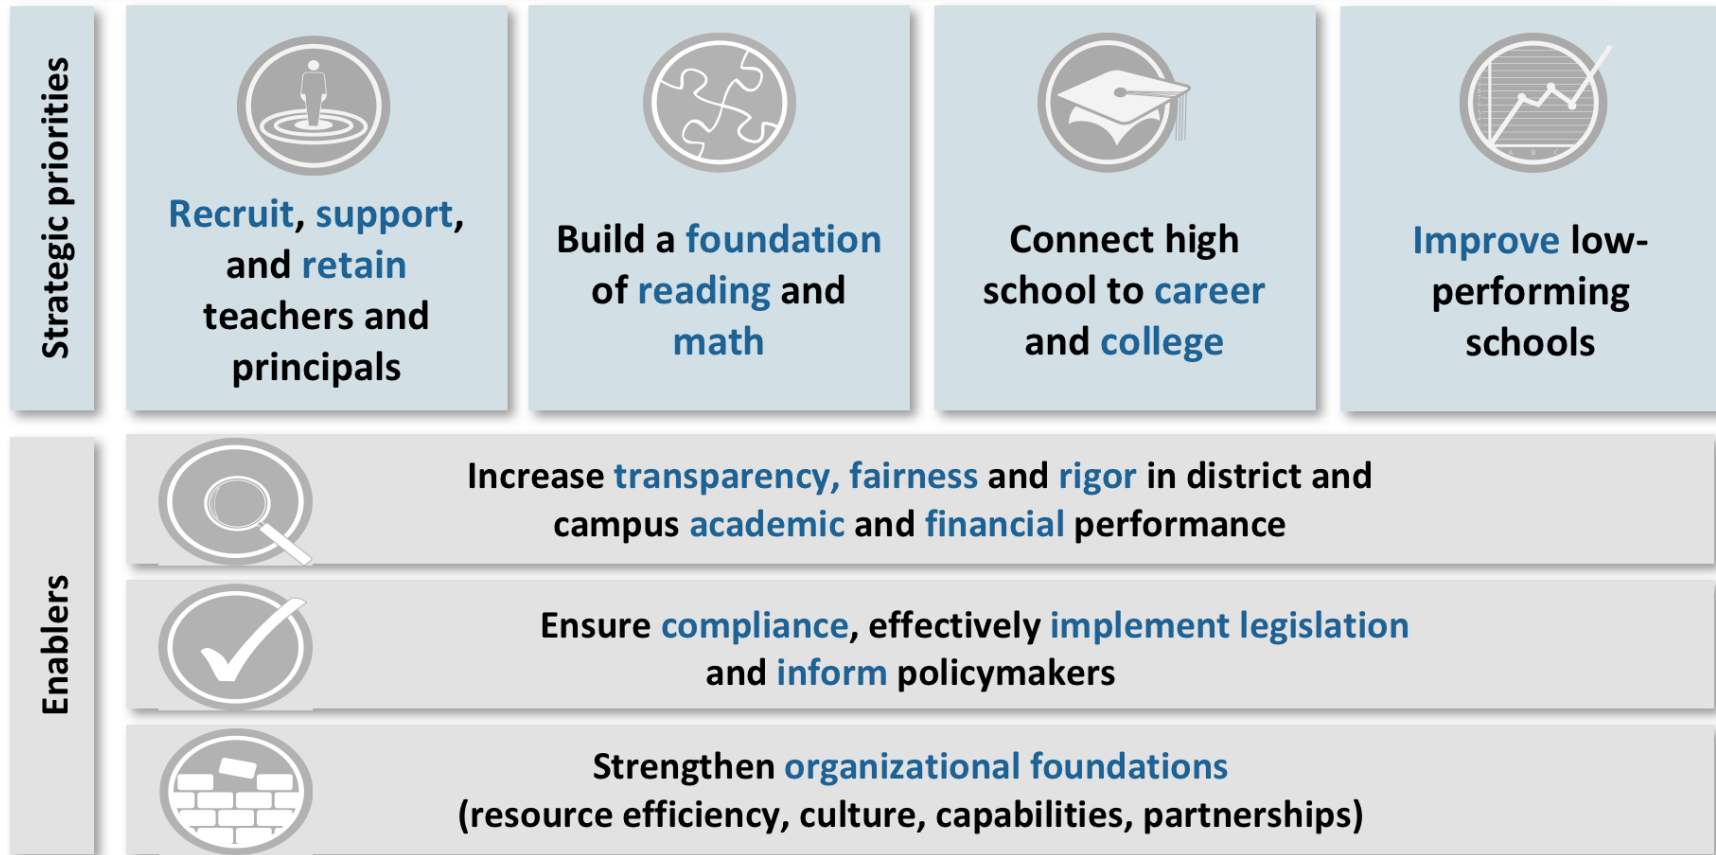 Strategic priorities
Recruit, support,
and retain
teachers and
principals
Build a foundation
of reading and
math
Connect high
school to career
and college
Improve low-
performing
schools
Enablers
Increase transparency, fairness and rigor in district and
campus academic and financial performance
Ensure compliance, effectively implement legislation
and inform policymakers
Strengthen organizational foundations
(resource efficiency, culture, capabilities, partnerships)